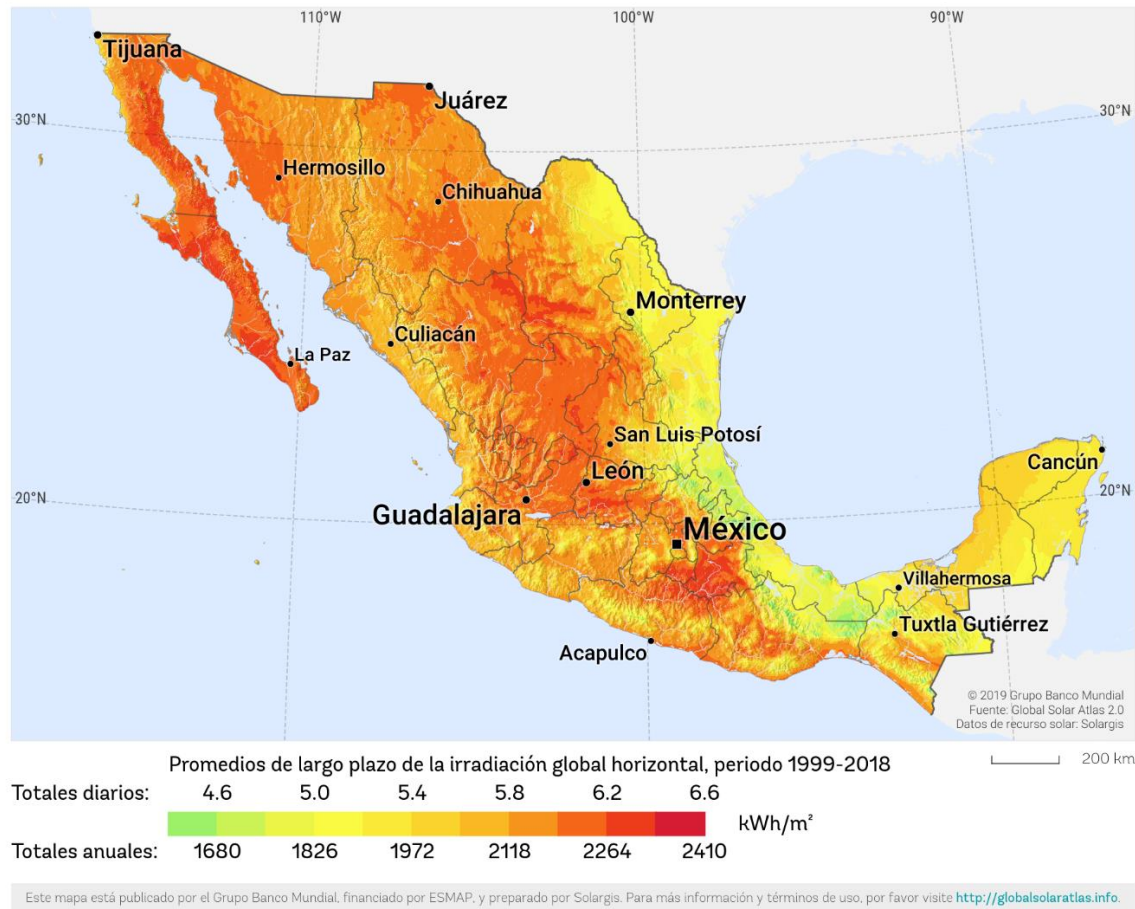 110°W 100°W 90°W
Tijuana
Juárez
30°N 30°N
Hermosillo
Chihuahua
Monterrey
Culiacán
La Paz
San Luis Potosí
León
Cancún
20°N 20°N
Guadalajara
México
Villahermosa
Tuxtla Gutiérrez
Acapulco
© 2019 Grupo Banco Mundial
Fuente: Global Solar Atlas 2.0
Datos de recurso solar: Solargis
Promedios de largo plazo de la irradiación global horizontal, periodo 1999-2018
200 km
Totales diarios: 4.6 5.0 5.4 5.8 6.2 6.6
kWh/m²
Totales anuales: 1680 1826 1972 2118 2264 2410
Este mapa está publicado por el Grupo Banco Mundial, financiado por ESMAP, y preparado por Solargis. Para más información y términos de uso, por favor visite http://globalsolaratlas.info.